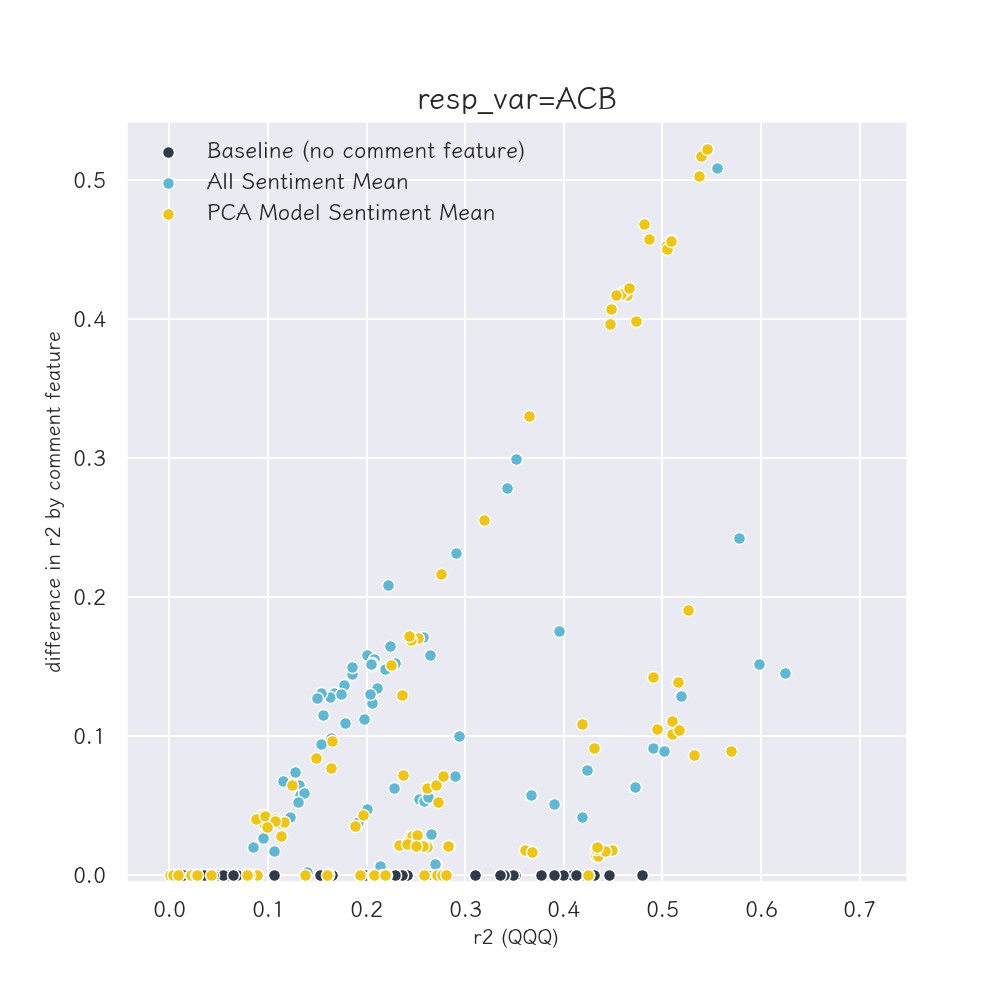 resp_var=ACB
Baseline (no comment feature)
All Sentiment Mean
PCA Model Sentiment Mean
difference in r2 by comment feature
0.5
0.4
0.3
0.2
0.1
0.0
0.0 0.1 0.2 0.3 0.4 0.5 0.6 0.7
r2 (QQQ)